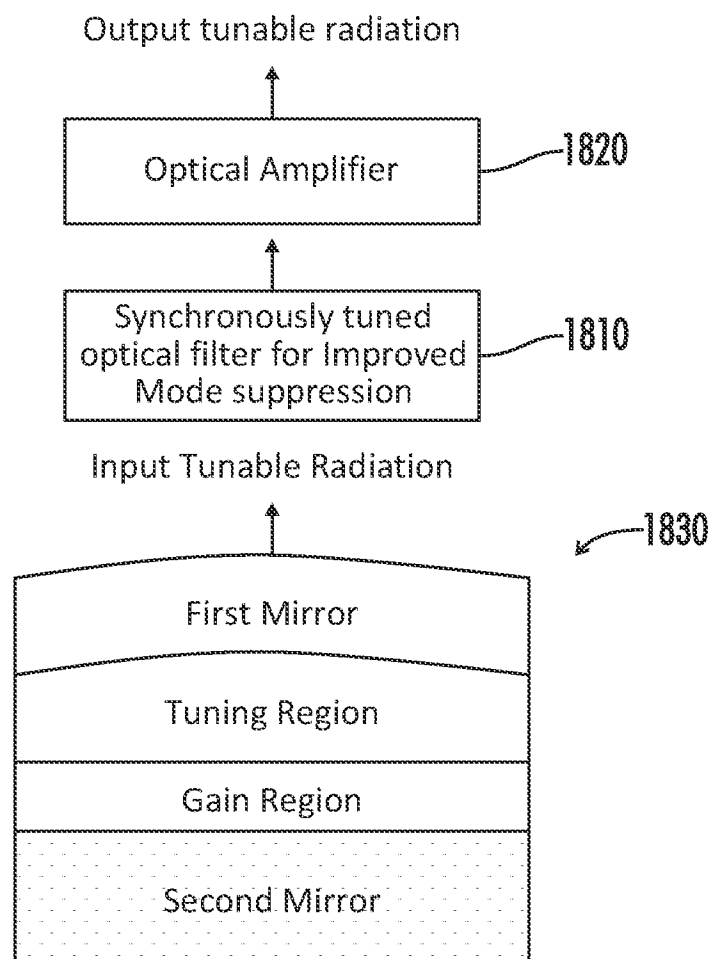 Output tunable radiation
Optical Amplifier
1820
Synchronously tuned
optical filter for Improved
Mode suppression
1810
Input Tunable Radiation
1830
First Mirror
Tuning Region
Gain Region
Second Mirror